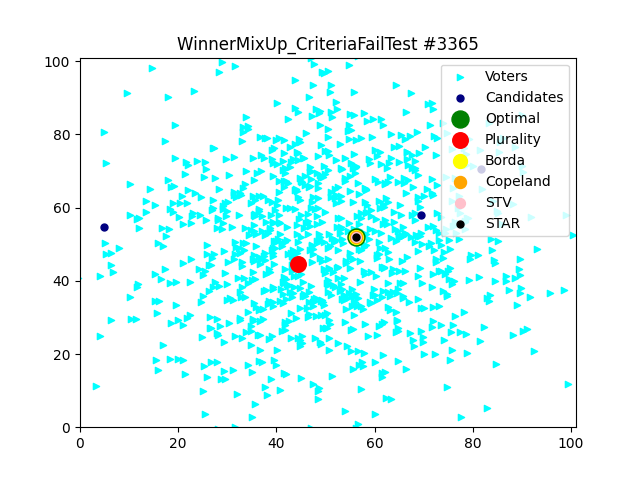 WinnerMixUp_CriteriaFailTest #3365
Voters
Candidates
Optimal
Plurality
Borda
Copeland
STV
STAR
100
80
60
40
20
0
0
20
40
60
80
100